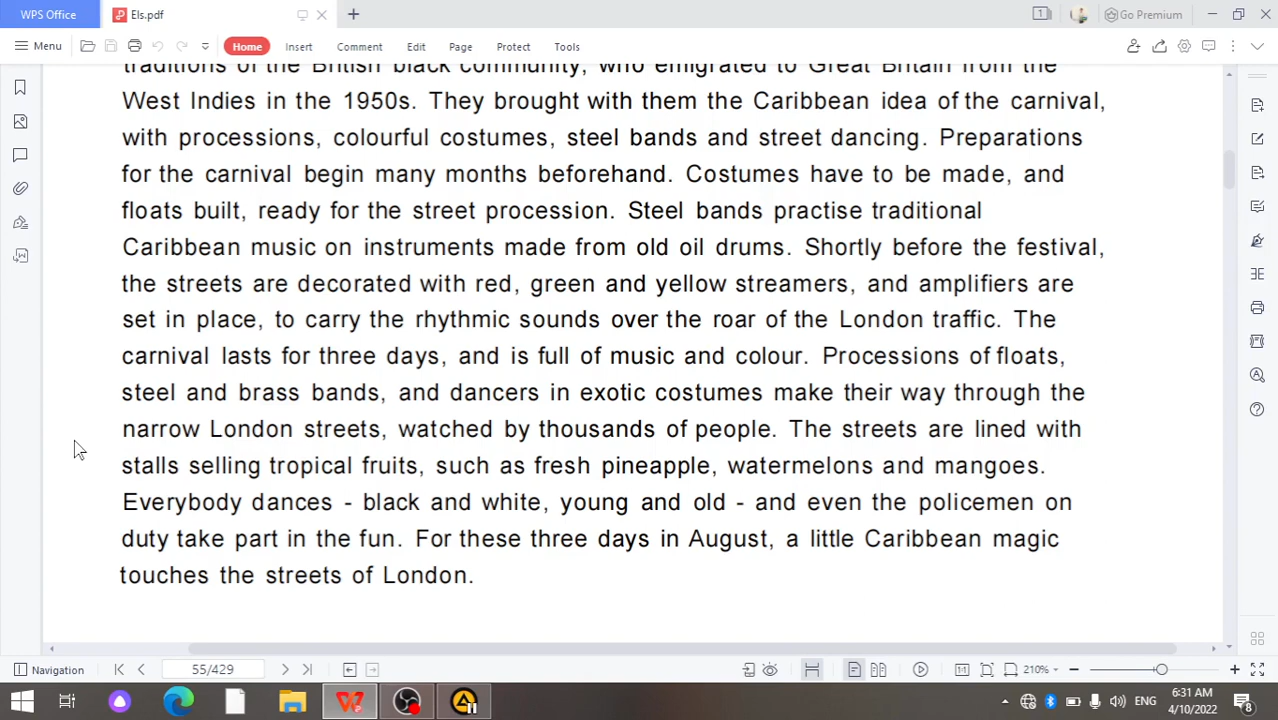 WPS Office
Els.pdf
Go Premium
Menu
Home
Insert
Comment
Edit
Page
Protect
Tools
traditions of the British black community, who emigrated to Great Britain from the
West Indies in the 1950s. They brought with them the Caribbean idea of the carnival,
with processions, colourful costumes, steel bands and street dancing. Preparations
for the carnival begin many months beforehand. Costumes have to be made, and
floats built, ready for the street procession. Steel bands practise traditional
Caribbean music on instruments made from old oil drums. Shortly before the festival,
the streets are decorated with red, green and yellow streamers, and amplifiers are
set in place, to carry the rhythmic sounds over the roar of the London traffic. The
carnival lasts for three days, and is full of music and colour. Processions of floats,
steel and brass bands, and dancers in exotic costumes make their way through the
narrow London streets, watched by thousands of people. The streets are lined with
stalls selling tropical fruits, such as fresh pineapple, watermelons and mangoes.
Everybody dances - black and white, young and old - and even the policemen on
duty take part in the fun. For these three days in August, a little Caribbean magic
touches the streets of London.
Navigation
55/429
210%
ENG
6:31 AM
4/10/2022
8